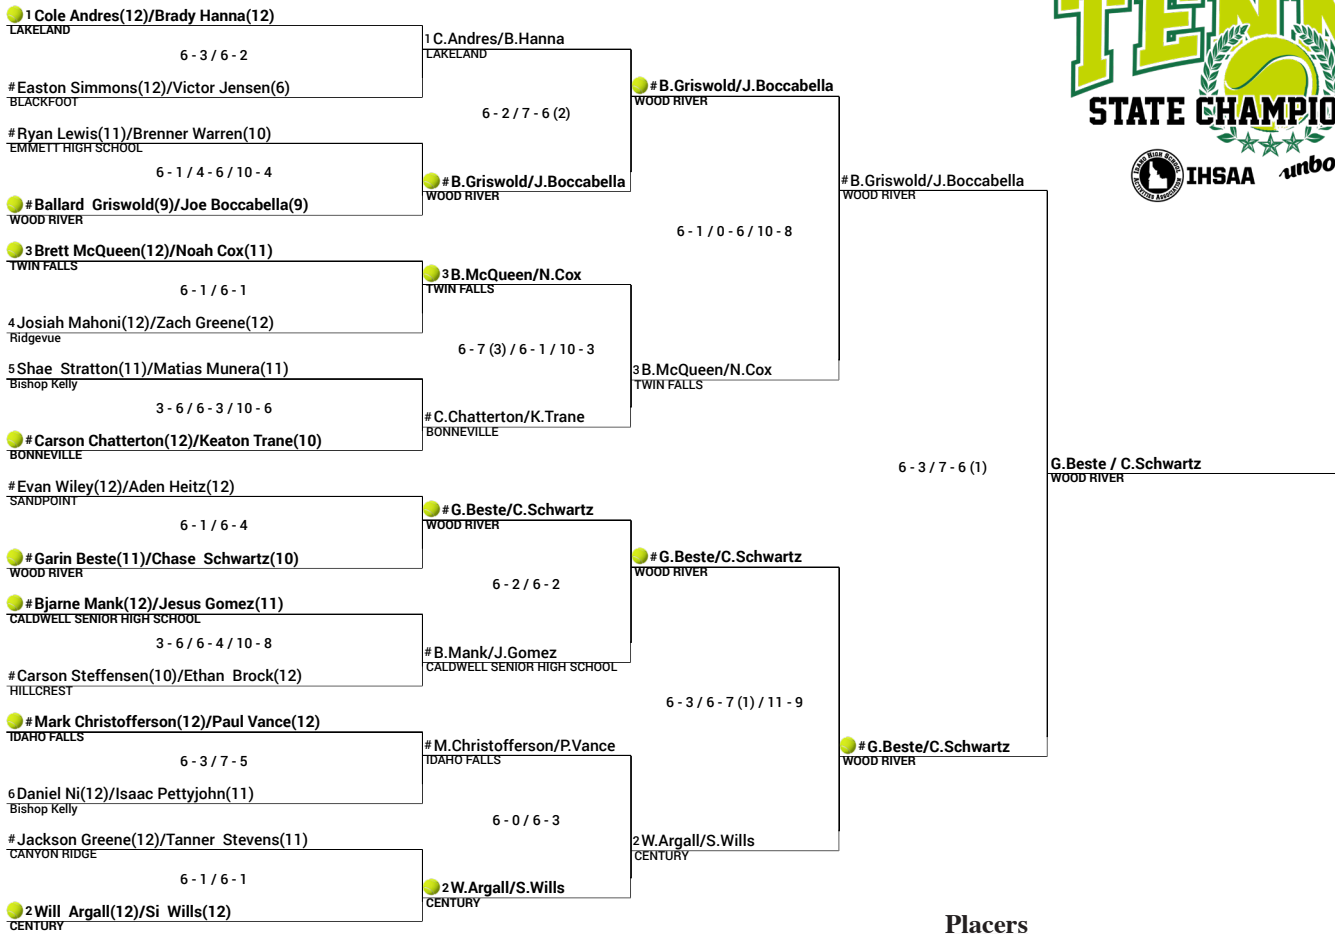 1 Cole Andres(12)/Brady Hanna(12)
LAKELAND
6 - 3 / 6 - 2
# Easton Simmons(12)/Victor Jensen(6)
BLACKFOOT
# Ryan Lewis(11)/Brenner Warren(10)
EMMETT HIGH SCHOOL
6 - 1 / 4 - 6 / 10 - 4
# Ballard Griswold(9)/Joe Boccabella(9)
WOOD RIVER
3 Brett McQueen(12)/Noah Cox(11)
TWIN FALLS
6 - 1 / 6 - 1
4 Josiah Mahoni(12)/Zach Greene(12)
Ridgevue
5 Shae Stratton(11)/Matias Munera(11)
Bishop Kelly
3 - 6 / 6 - 3 / 10 - 6
# Carson Chatterton(12)/Keaton Trane(10)
BONNEVILLE
# Evan Wiley(12)/Aden Heitz(12)
SANDPOINT
6 - 1 / 6 - 4
# Garin Beste(11)/Chase Schwartz(10)
WOOD RIVER
# Bjarne Mank(12)/Jesus Gomez(11)
CALDWELL SENIOR HIGH SCHOOL
3 - 6 / 6 - 4 / 10 - 8
# Carson Steffensen(10)/Ethan Brock(12)
HILLCREST
# Mark Christofferson(12)/Paul Vance(12)
IDAHO FALLS
6 - 3 / 7 - 5
6 Daniel Ni(12)/Isaac Pettyjohn(11)
Bishop Kelly
# Jackson Greene(12)/Tanner Stevens(11)
CANYON RIDGE
6 - 1 / 6 - 1
2 Will Argall(12)/Si Wills(12)
CENTURY
1 C.Andres/B.Hanna
LAKELAND
6 - 2 / 7 - 6 (2)
# B.Griswold/J.Boccabella
WOOD RIVER
3 B.McQueen/N.Cox
TWIN FALLS
6 - 7 (3) / 6 - 1 / 10 - 3
# C.Chatterton/K.Trane
BONNEVILLE
# G.Beste/C.Schwartz
WOOD RIVER
6 - 2 / 6 - 2
# B.Mank/J.Gomez
CALDWELL SENIOR HIGH SCHOOL
# M.Christofferson/P.Vance
IDAHO FALLS
6 - 0 / 6 - 3
2 W.Argall/S.Wills
CENTURY
# B.Griswold/J.Boccabella
WOOD RIVER
6 - 1 / 0 - 6 / 10 - 8
3 B.McQueen/N.Cox
TWIN FALLS
# G.Beste/C.Schwartz
WOOD RIVER
6 - 3 / 6 - 7 (1) / 11 - 9
2 W.Argall/S.Wills
CENTURY
# B.Griswold/J.Boccabella
WOOD RIVER
6 - 3 / 7 - 6 (1)
# G.Beste/C.Schwartz
WOOD RIVER
G.Beste / C.Schwartz
WOOD RIVER
TENN
STATE CHAMPIO
IDAHO HIGH SCHOOL
ACTIVITIES ASSOCIATION
IHSAA
unbo
Placers